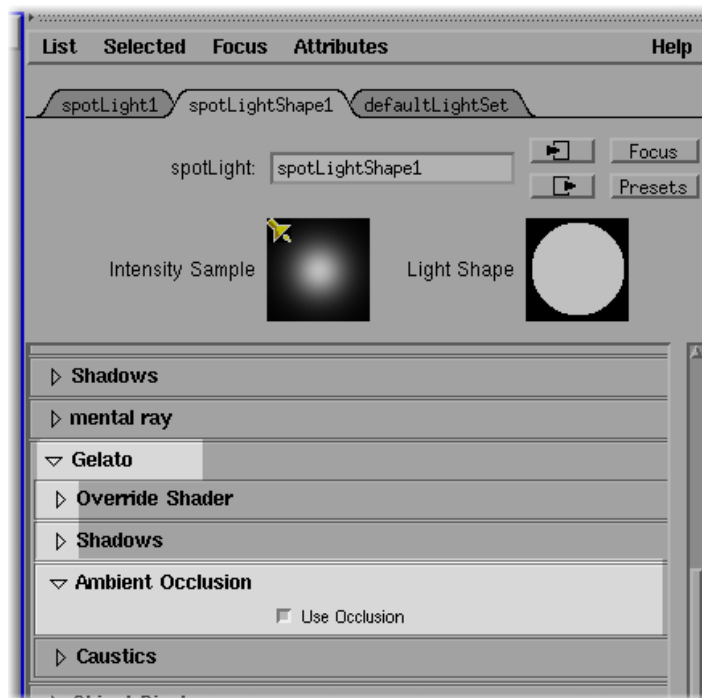 List Selected Focus Attributes Help
spotLight1 spotLightShape1 defaultLightSet
spotLight: spotLightShape1 Focus
Presets
Intensity Sample Light Shape
Shadows
mental ray
Gelato
Override Shader
Shadows
Ambient Occlusion
Use Occlusion
Caustics